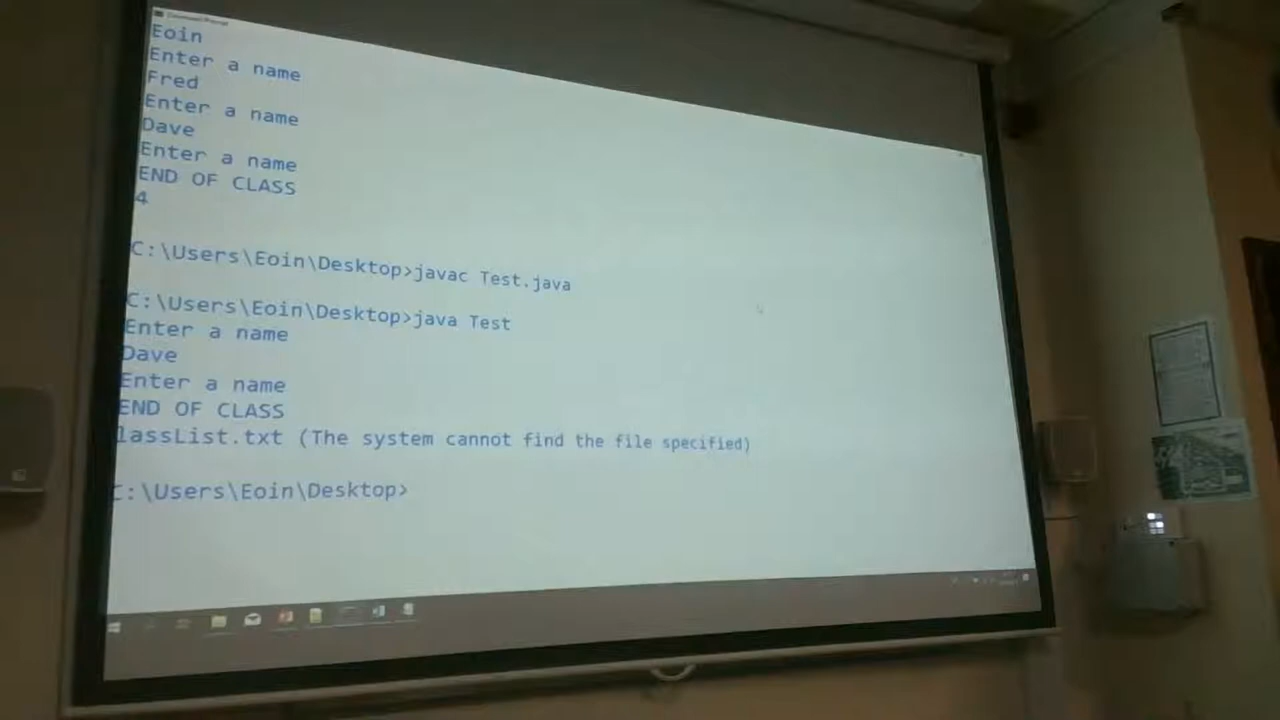 Command Prompt
Eoin
Enter a name
Fred
Enter a name
Dave
Enter a name
END OF CLASS
4
C:\Users\Eoin\Desktop>javac Test.java
C:\Users\Eoin\Desktop>java Test
Enter a name
Dave
Enter a name
END OF CLASS
lassList.txt (The system cannot find the file specified)
C:\Users\Eoin\Desktop>